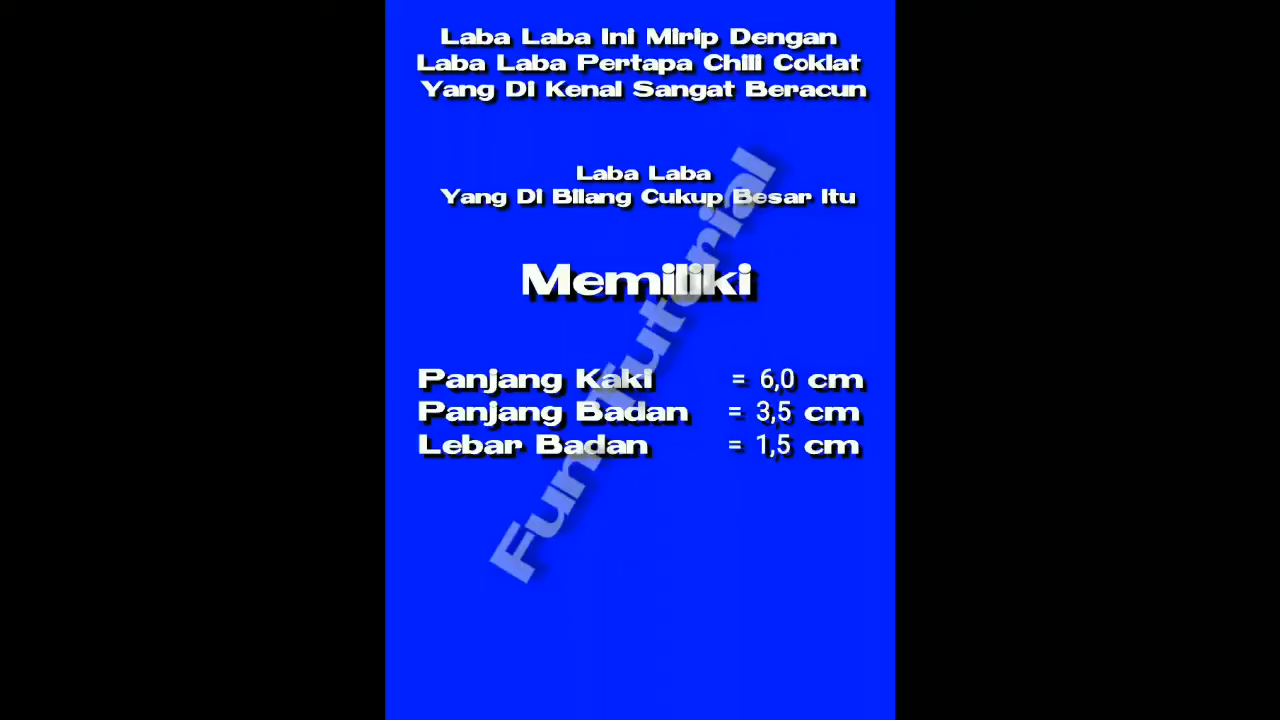 Laba Laba Ini Mirip Dengan
Laba Laba Pertapa Chili Coklat
Yang Di Kenal Sangat Beracun
Laba Laba
Yang Di Bilang Cukup Besar Itu
Memiliki
Panjang Kaki = 6,0 cm
Panjang Badan = 3,5 cm
Lebar Badan = 1,5 cm
Fun Tutorial